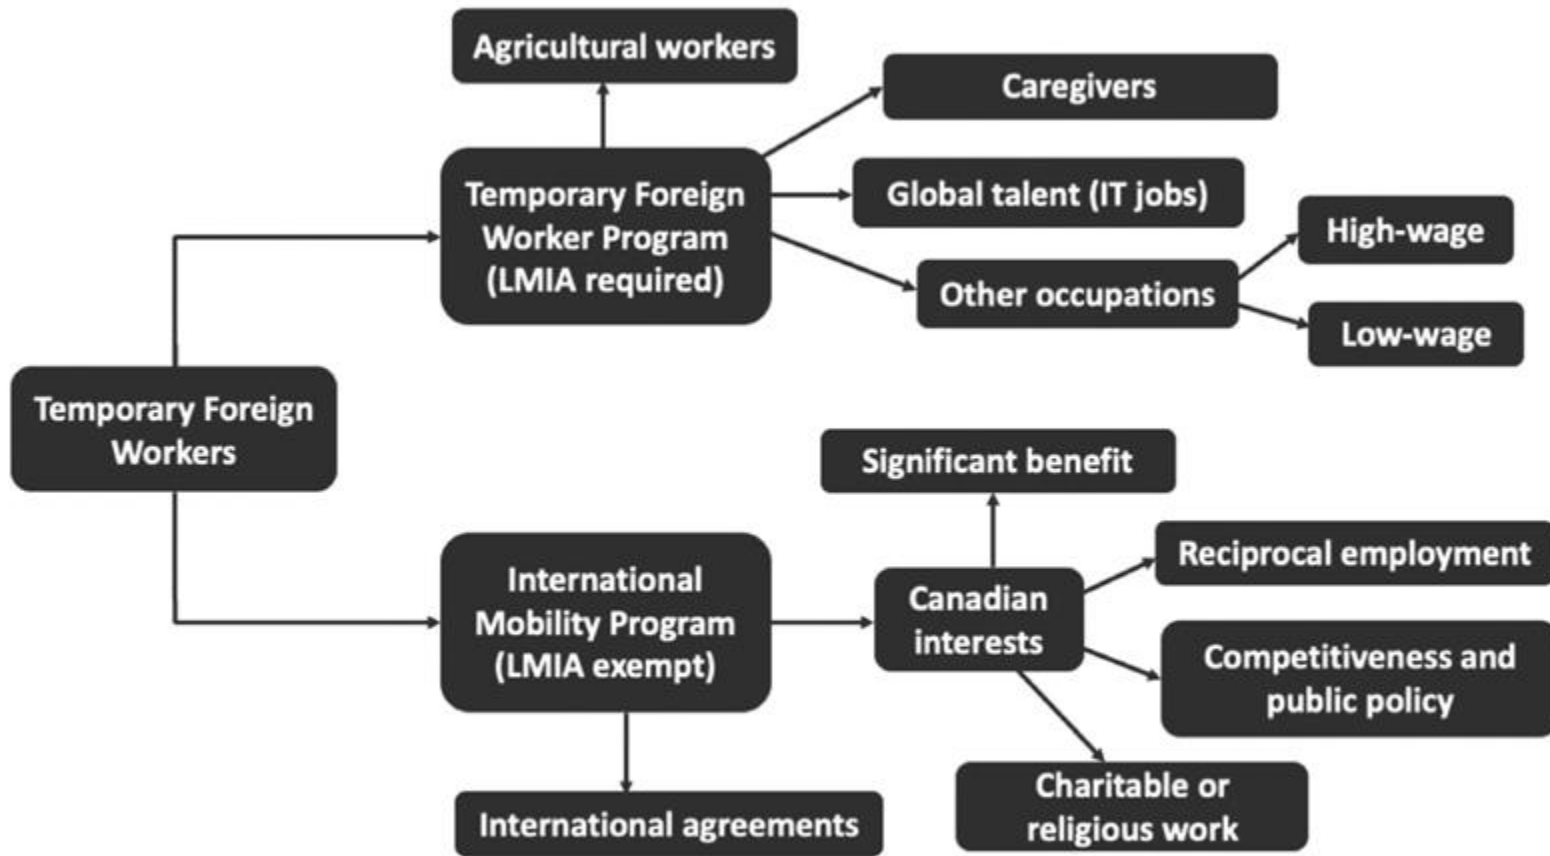 Agricultural workers
Caregivers
Temporary Foreign
Worker Program
(LMIA required)
Global talent (IT jobs)
Other occupations
High-wage
Low-wage
Temporary Foreign
Workers
Significant benefit
International
Mobility Program
(LMIA exempt)
Canadian
interests
Reciprocal employment
Competitiveness and
public policy
Charitable or
religious work
International agreements